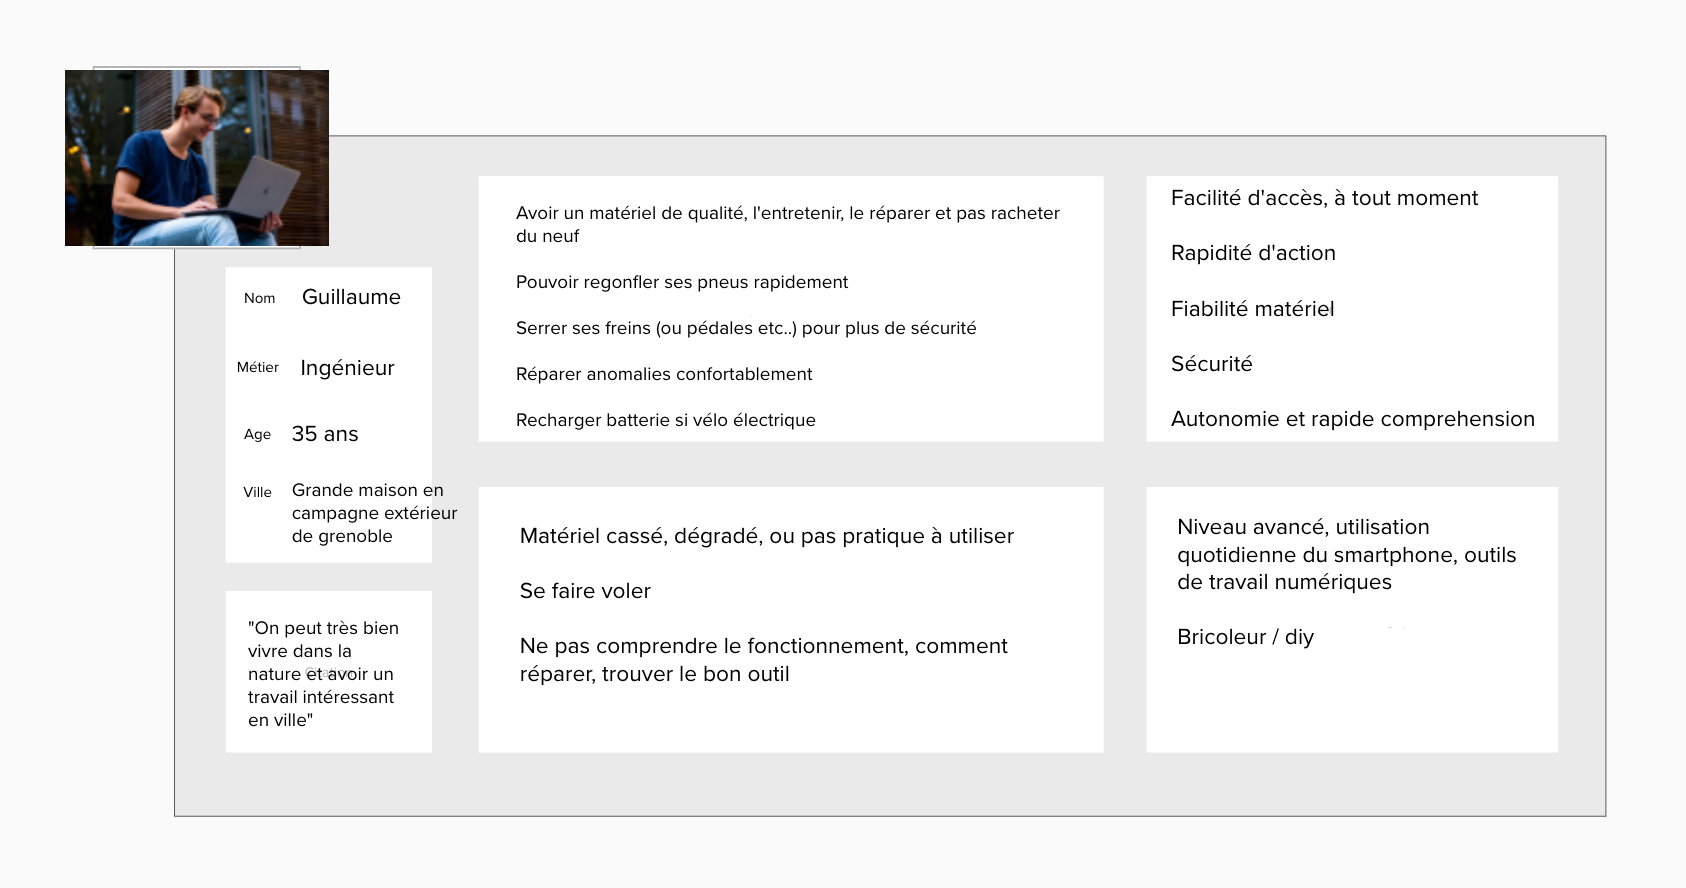 Nom Guillaume
Métier Ingénieur
Age 35 ans
Ville Grande maison en
campagne extérieur
de grenoble
"On peut très bien
vivre dans la
nature et avoir un
travail intéressant
en ville"
Avoir un matériel de qualité, l'entretenir, le réparer et pas racheter
du neuf
Pouvoir regonfler ses pneus rapidement
Serrer ses freins (ou pédales etc..) pour plus de sécurité
Réparer anomalies confortablement
Recharger batterie si vélo électrique
Facilité d'accès, à tout moment
Rapidité d'action
Fiabilité matériel
Sécurité
Autonomie et rapide comprehension
Matériel cassé, dégradé, ou pas pratique à utiliser
Se faire voler
Ne pas comprendre le fonctionnement, comment
réparer, trouver le bon outil
Niveau avancé, utilisation
quotidienne du smartphone, outils
de travail numériques
Bricoleur / diy